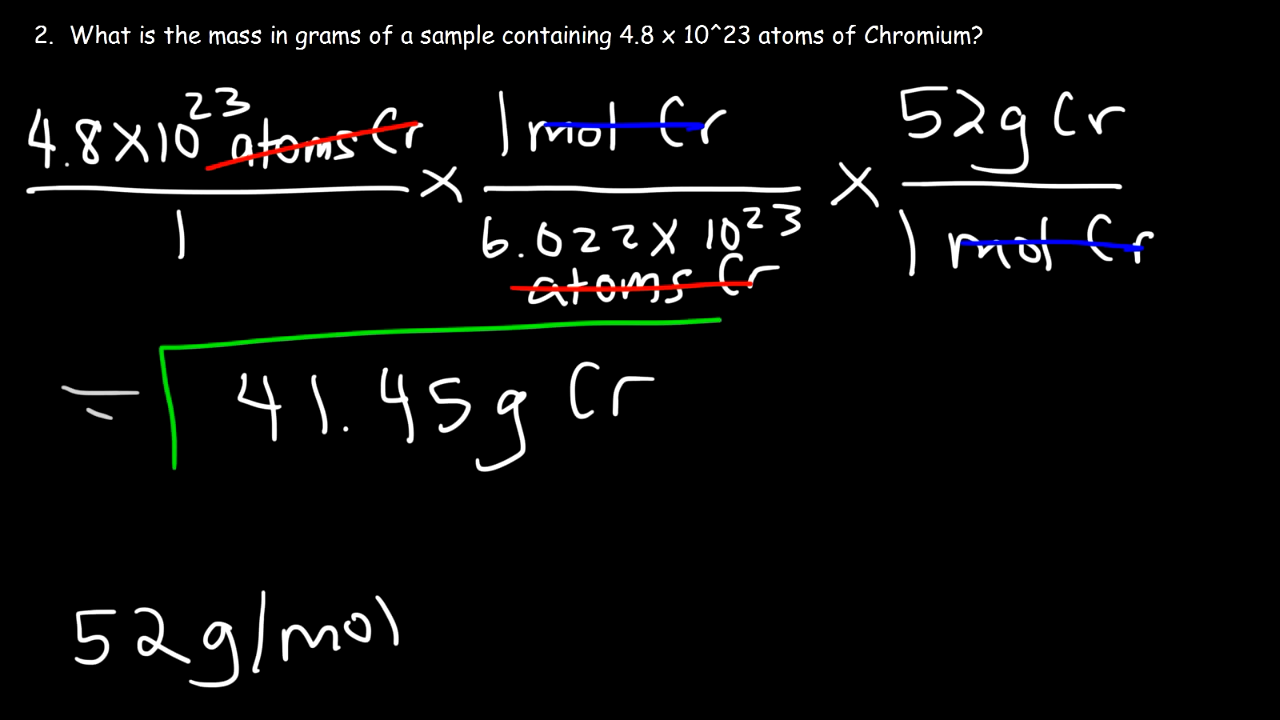 2. What is the mass in grams of a sample containing 4.8 x 10^23 atoms of Chromium?
4.8 X 10^23 atoms Cr / 1 X 1 mol Cr / 6.022 X 10^23 atoms Cr X 52g Cr / 1 mol Cr
= 41.45g Cr
52g/mol